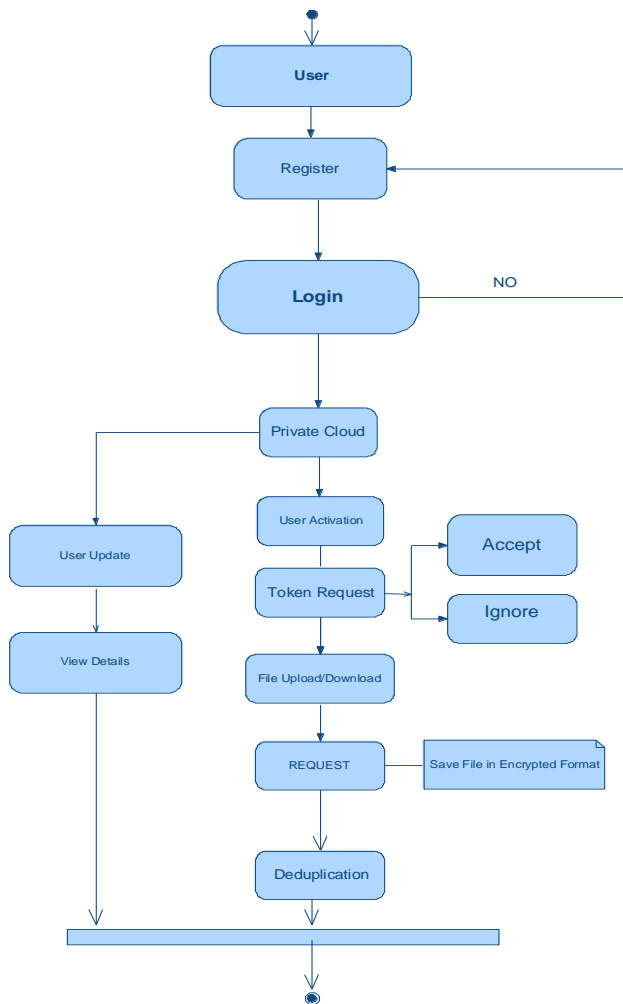 User
Register
NO
Login
Private Cloud
User Activation
Accept
User Update
Token Request
Ignore
View Details
File Upload/Download
REQUEST
Save File in Encrypted Format
Deduplication